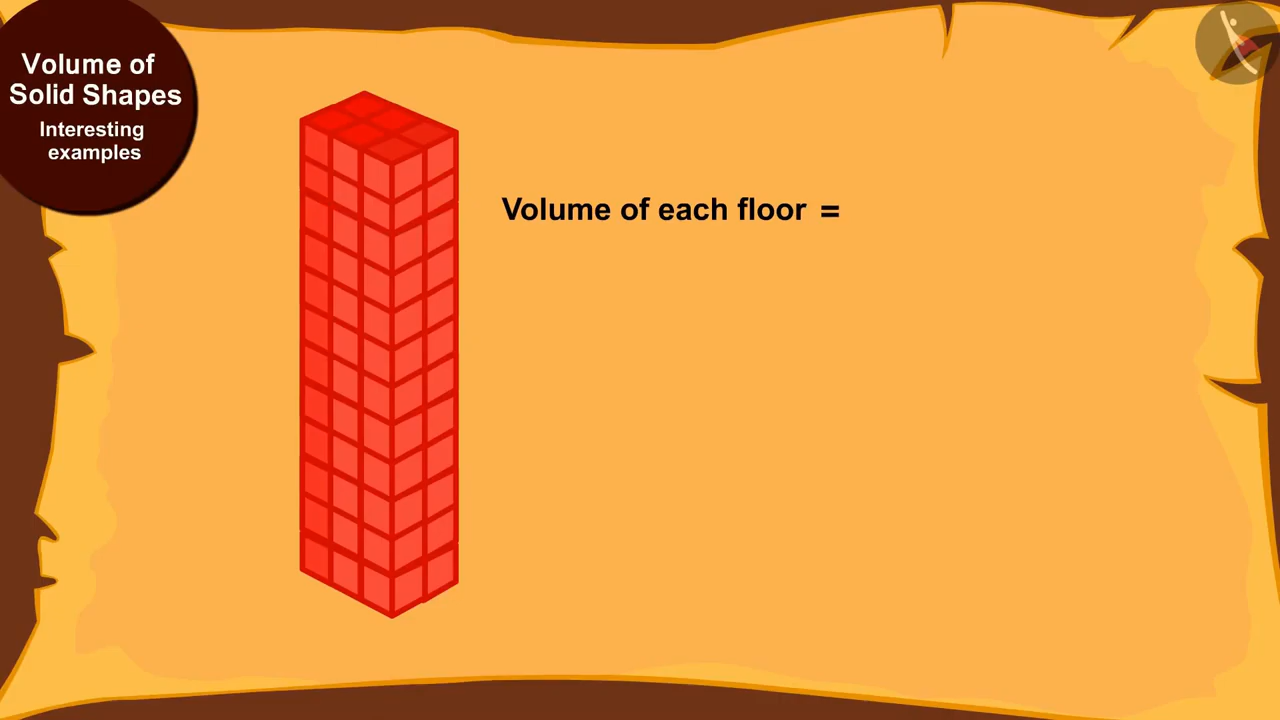 Volume of
Solid Shapes
Interesting
examples
Volume of each floor =